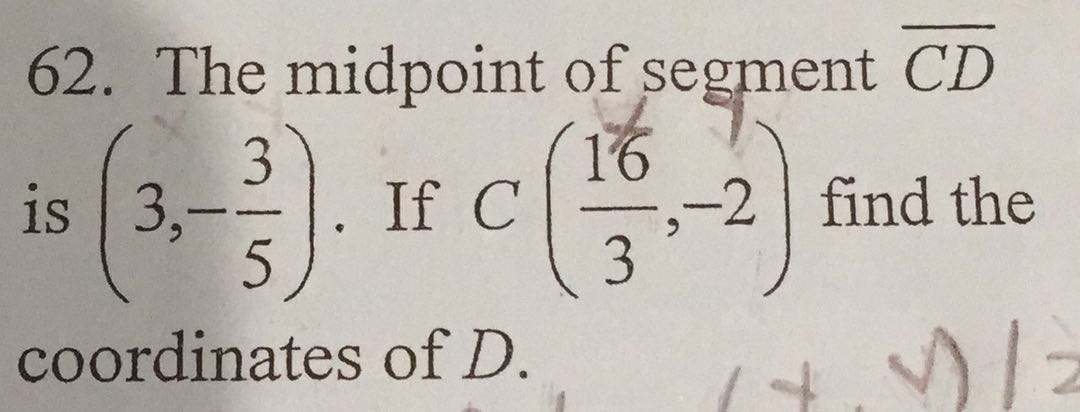 62. The midpoint of segment CD
is (3,-3/5). If C (16/3,-2) find the
coordinates of D.